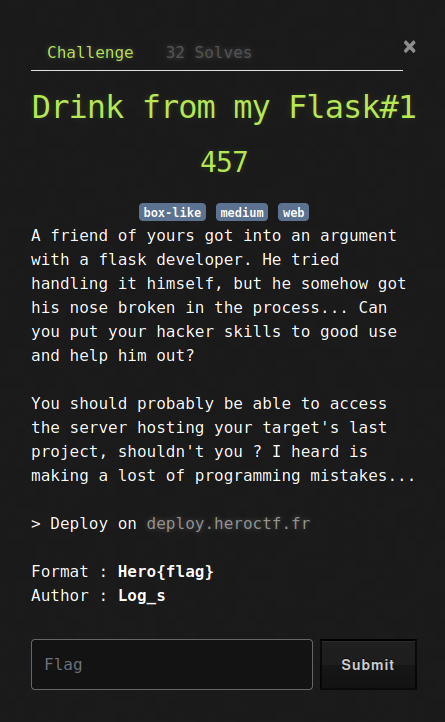 Challenge 32 Solves ×
Drink from my Flask#1
457
box-like medium web
A friend of yours got into an argument
with a flask developer. He tried
handling it himself, but he somehow got
his nose broken in the process... Can
you put your hacker skills to good use
and help him out?
You should probably be able to access
the server hosting your target's last
project, shouldn't you ? I heard is
making a lost of programming mistakes...
> Deploy on deploy.heroctf.fr
Format : Hero{flag}
Author : Log_s
Flag Submit